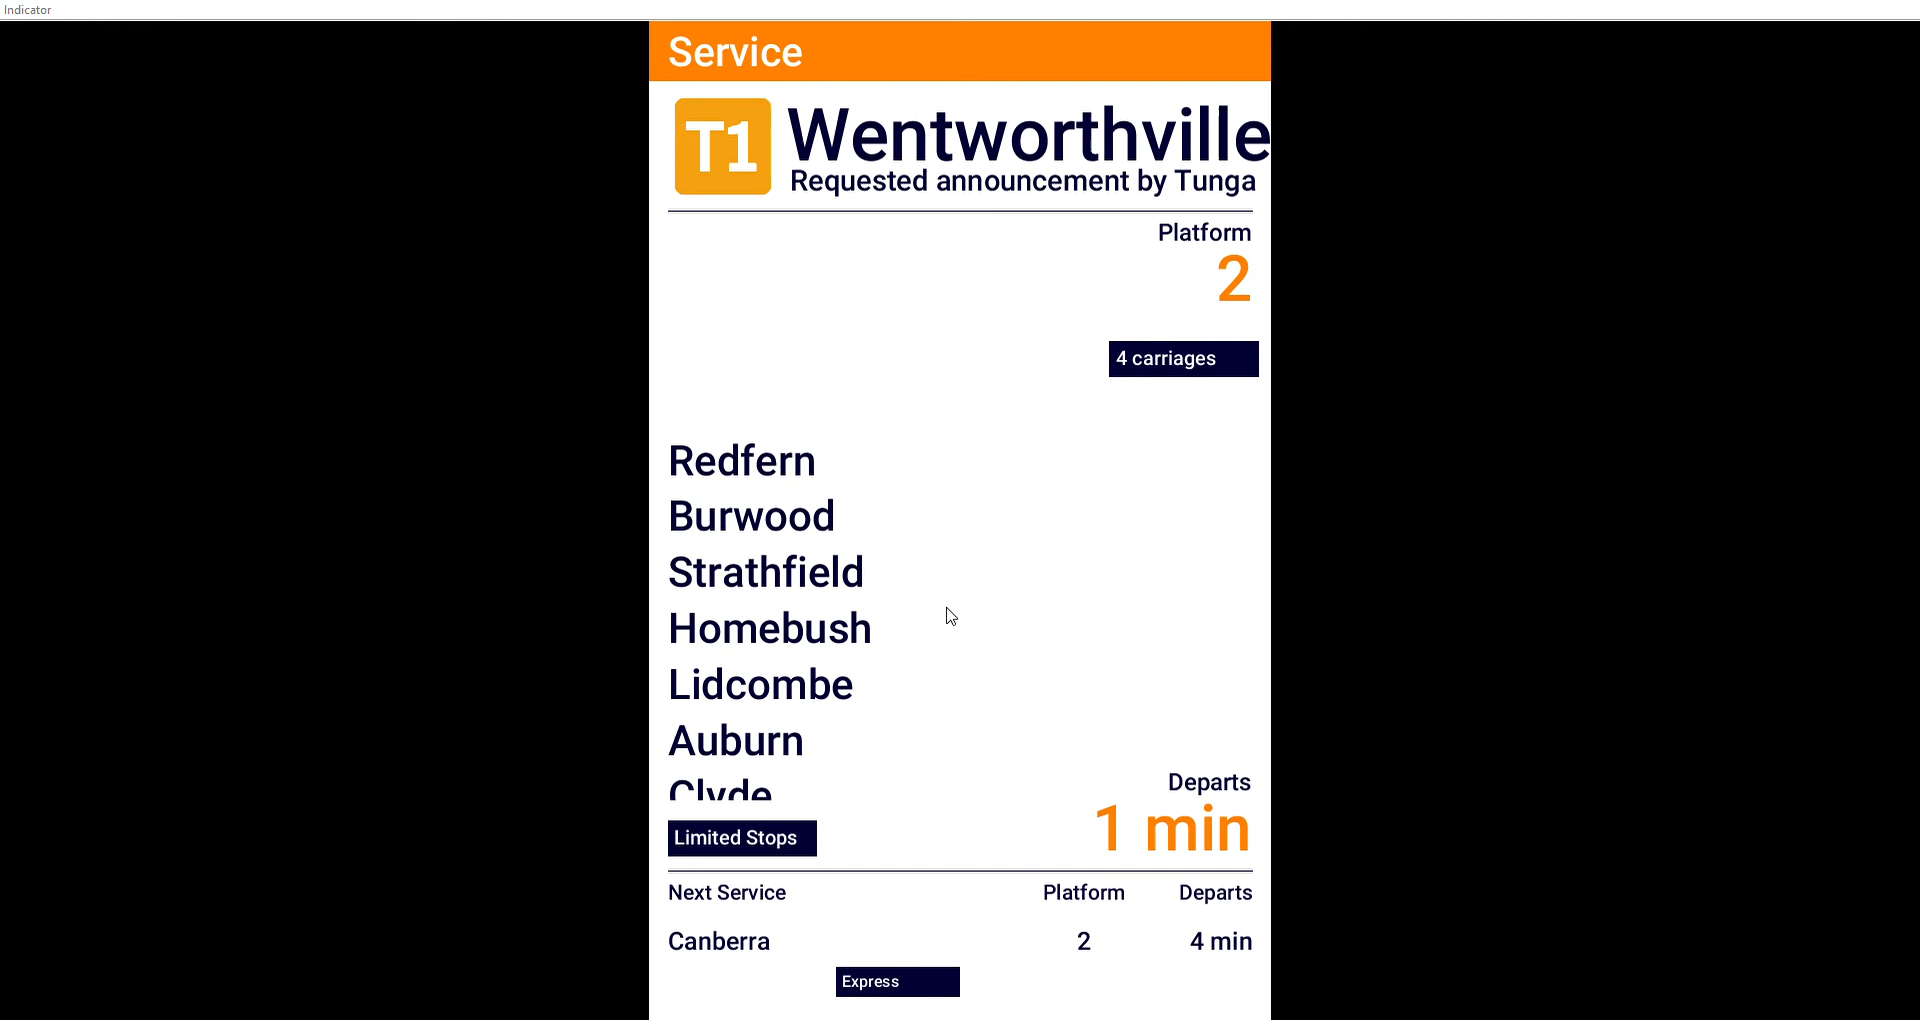 Indicator
Service
T1 Wentworthville
Requested announcement by Tunga
Platform
2
4 carriages
Redfern
Burwood
Strathfield
Homebush
Lidcombe
Auburn
Clyde
Departs
1 min
Limited Stops
Next Service Platform Departs
Canberra 2 4 min
Express